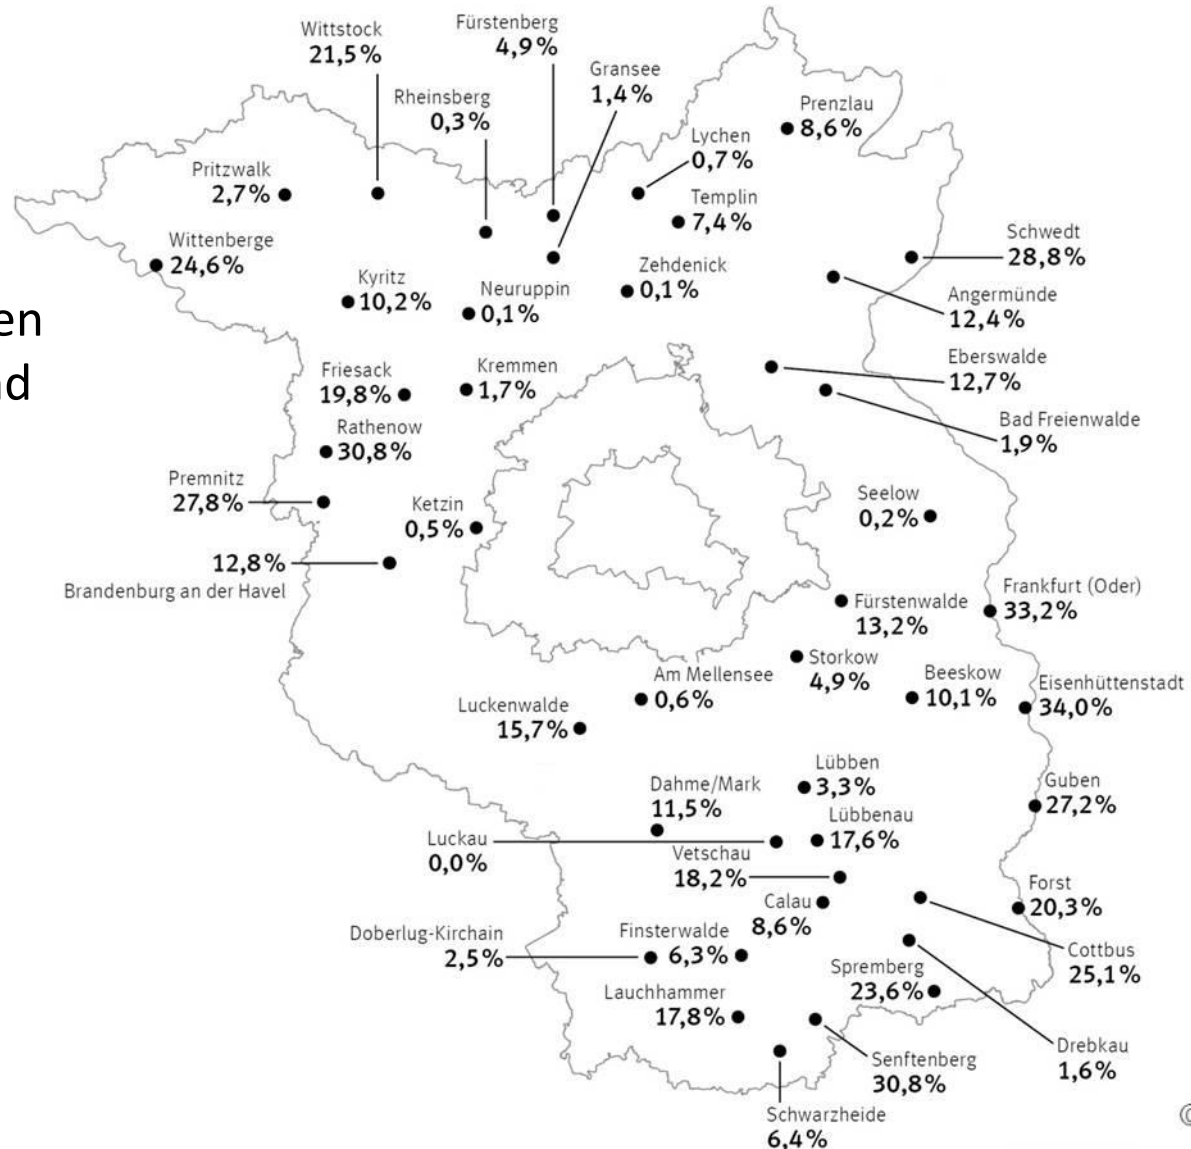 Wittstock
21,5%
Fürstenberg
4,9%
Gransee
1,4%
Rheinsberg
0,3%
Prenzlau
8,6%
Lychen
0,7%
Pritzwalk
2,7%
Templin
7,4%
Wittenberge
24,6%
Schwedt
28,8%
Kyritz
10,2%
Neuruppin
0,1%
Zehdenick
0,1%
Angermünde
12,4%
en
nd
Eberswalde
12,7%
Friesack
19,8%
Kremmen
1,7%
Bad Freienwalde
1,9%
Rathenow
30,8%
Premnitz
27,8%
Ketzin
0,5%
Seelow
0,2%
12,8%
Brandenburg an der Havel
Fürstenwalde
13,2%
Frankfurt (Oder)
33,2%
Storkow
4,9%
Am Mellensee
0,6%
Beeskow
10,1%
Eisenhüttenstadt
34,0%
Luckenwalde
15,7%
Lübben
3,3%
Dahme/Mark
11,5%
Guben
27,2%
Lübbenau
17,6%
Luckau
0,0%
Vetschau
18,2%
Calau
8,6%
Forst
20,3%
Doberlug-Kirchain
2,5%
Finsterwalde
6,3%
Cottbus
25,1%
Spremberg
23,6%
Lauchhammer
17,8%
Drebkau
1,6%
Senftenberg
30,8%
Schwarzheide
6,4%
©